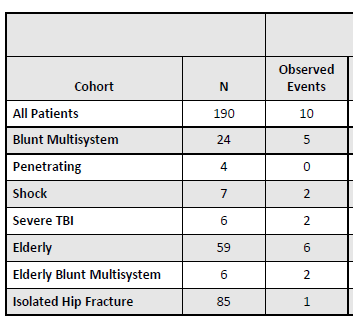 Cohort N Observed Events
All Patients 190 10
Blunt Multisystem 24 5
Penetrating 4 0
Shock 7 2
Severe TBI 6 2
Elderly 59 6
Elderly Blunt Multisystem 6 2
Isolated Hip Fracture 85 1